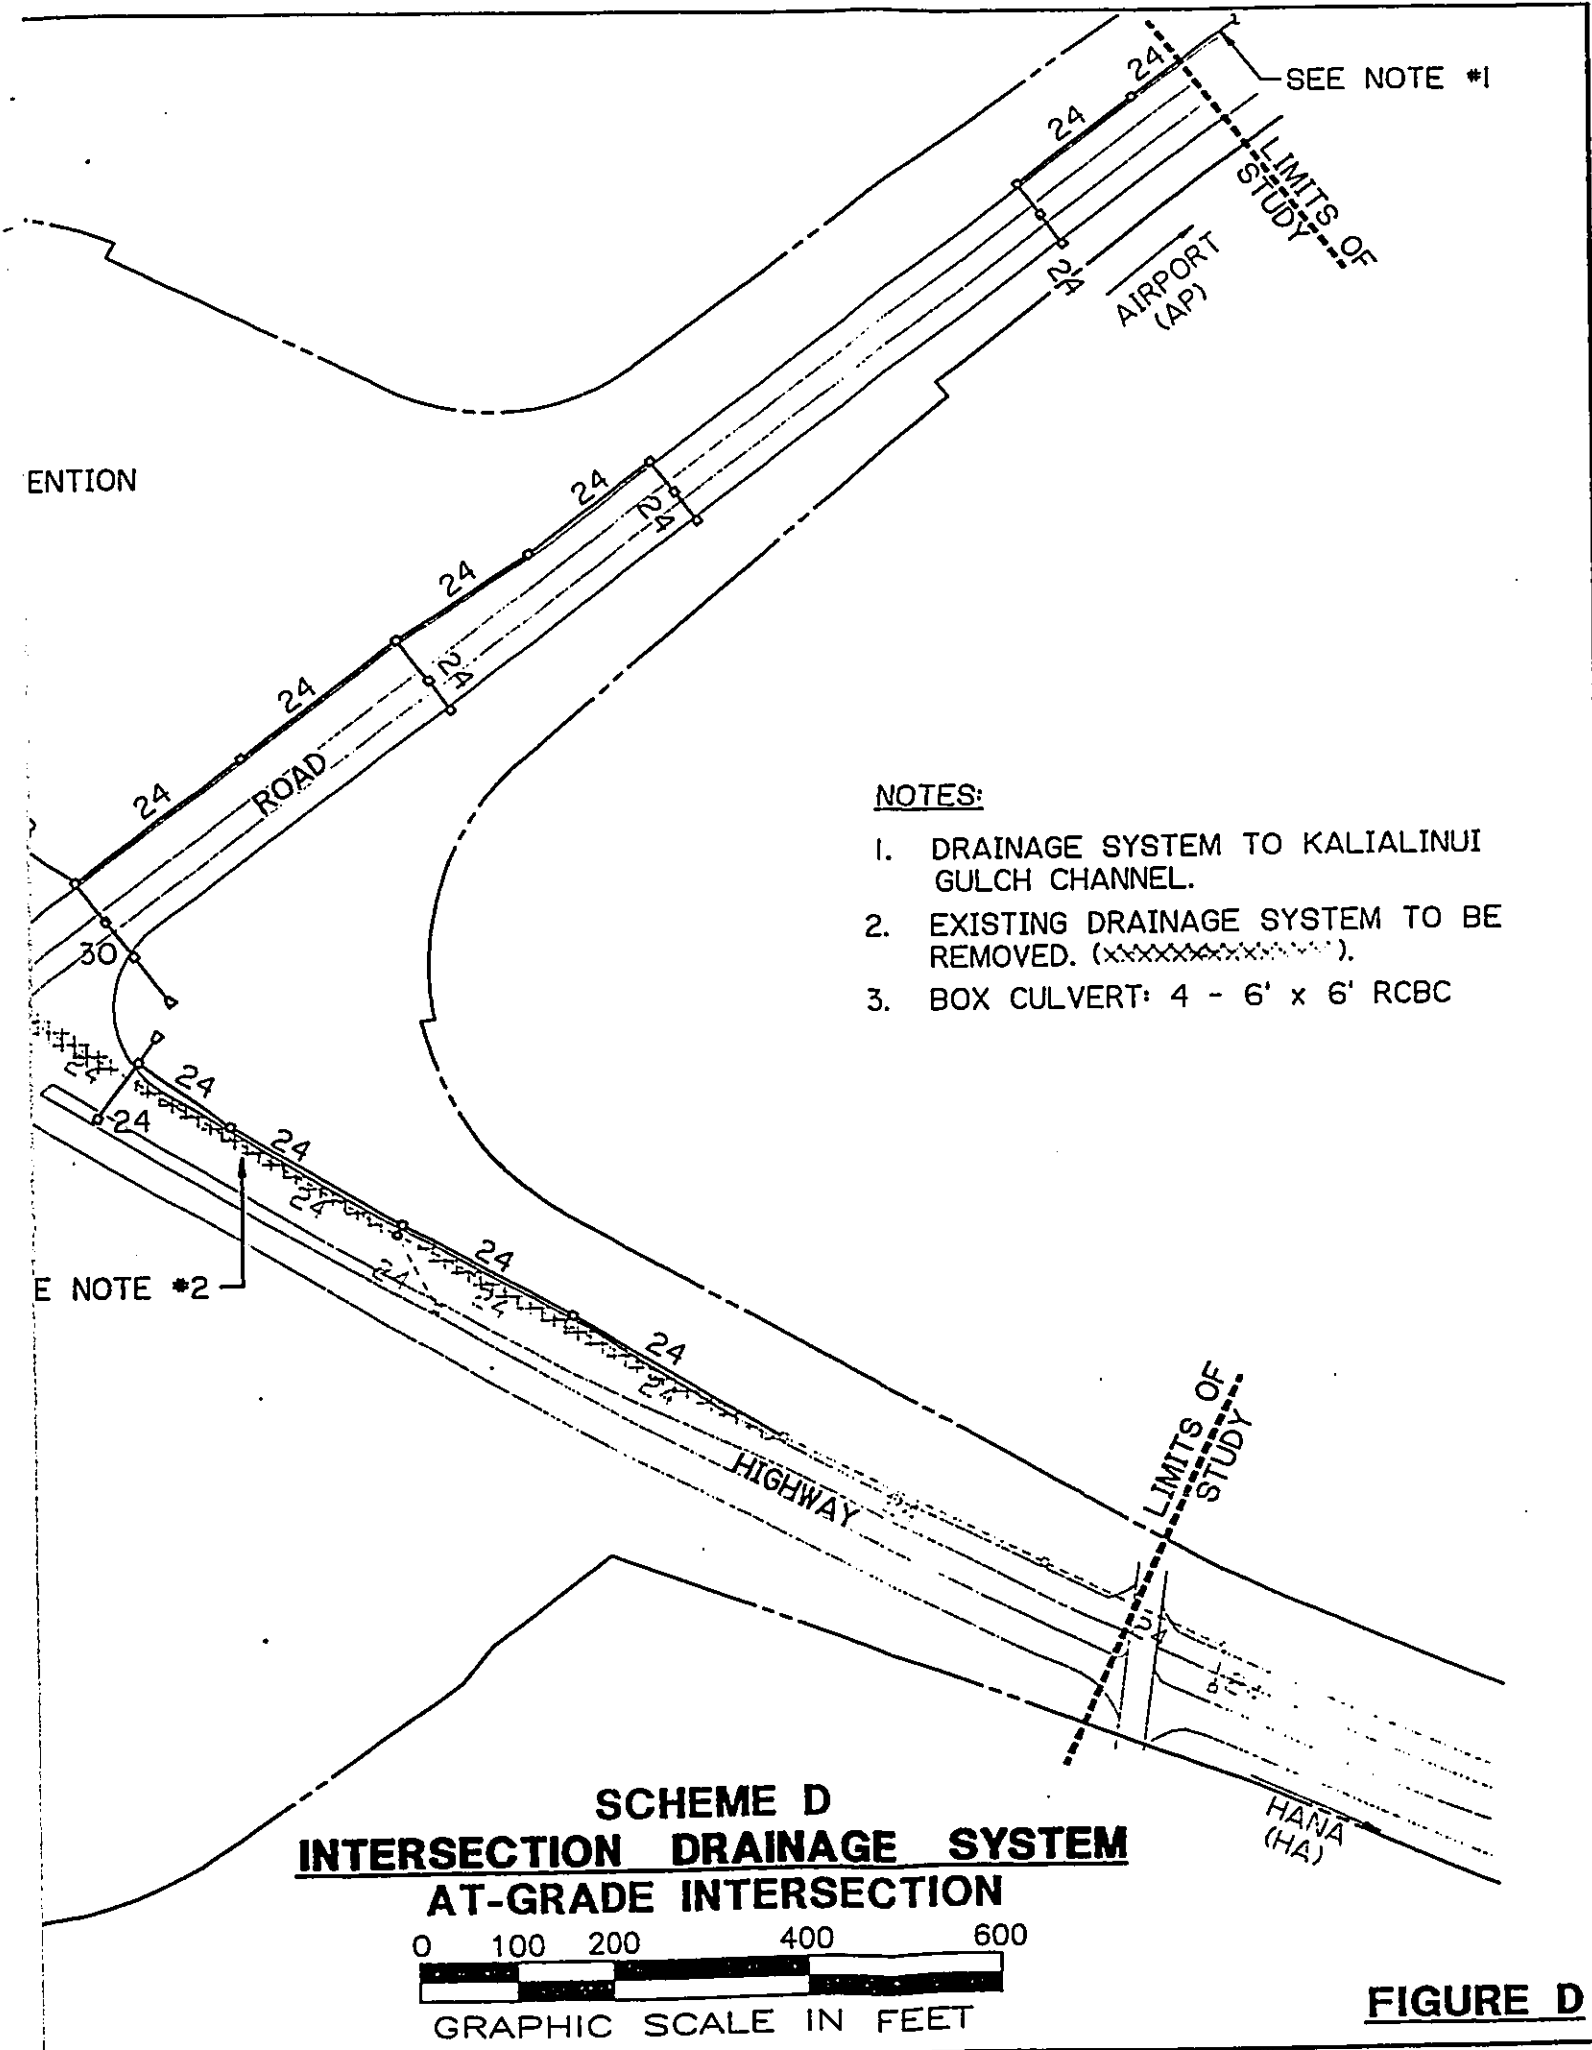 24
SEE NOTE #1
24
LIMITS OF
STUDY
24
AIRPORT
(AP)
ENTION
24
24
24
24
24
ROAD
24
NOTES:
1. DRAINAGE SYSTEM TO KALIALINUI
GULCH CHANNEL.
2. EXISTING DRAINAGE SYSTEM TO BE
REMOVED. (xxxxxxxxxxxxx).
3. BOX CULVERT: 4 - 6' x 6' RCBC
30
24
24
24
24
24
24
24
24
E NOTE #2
24
24
LIMITS OF
STUDY
HIGHWAY
24
HANA
(HA)
SCHEME D
INTERSECTION DRAINAGE SYSTEM
AT-GRADE INTERSECTION
0 100 200 400 600
GRAPHIC SCALE IN FEET
FIGURE D